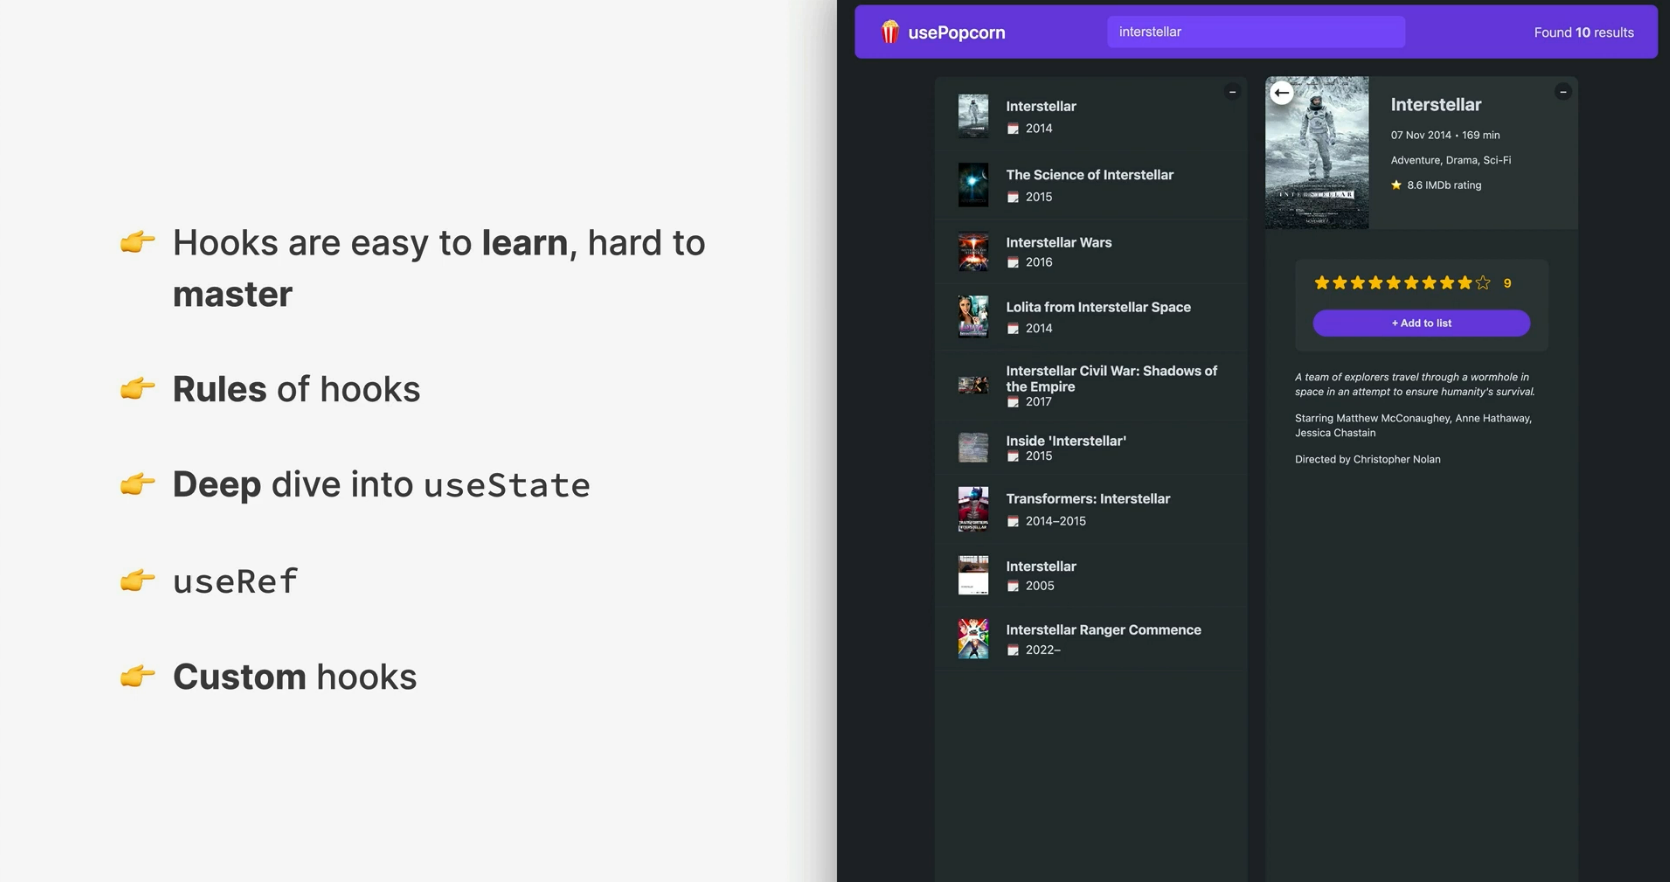 Hooks are easy to learn, hard to
master
Rules of hooks
Deep dive into useState
useRef
Custom hooks
usePopcorn
interstellar
Found 10 results
Interstellar
2014
The Science of Interstellar
2015
Interstellar Wars
2016
Lolita from Interstellar Space
2014
Interstellar Civil War: Shadows of
the Empire
2017
Inside 'Interstellar'
2015
Transformers: Interstellar
2014–2015
Interstellar
2005
Interstellar Ranger Commence
2022–
INTERSTELLAR
Interstellar
07 Nov 2014 • 169 min
Adventure, Drama, Sci-Fi
8.6 IMDb rating
9
+ Add to list
A team of explorers travel through a wormhole in
space in an attempt to ensure humanity's survival.
Starring Matthew McConaughey, Anne Hathaway,
Jessica Chastain
Directed by Christopher Nolan